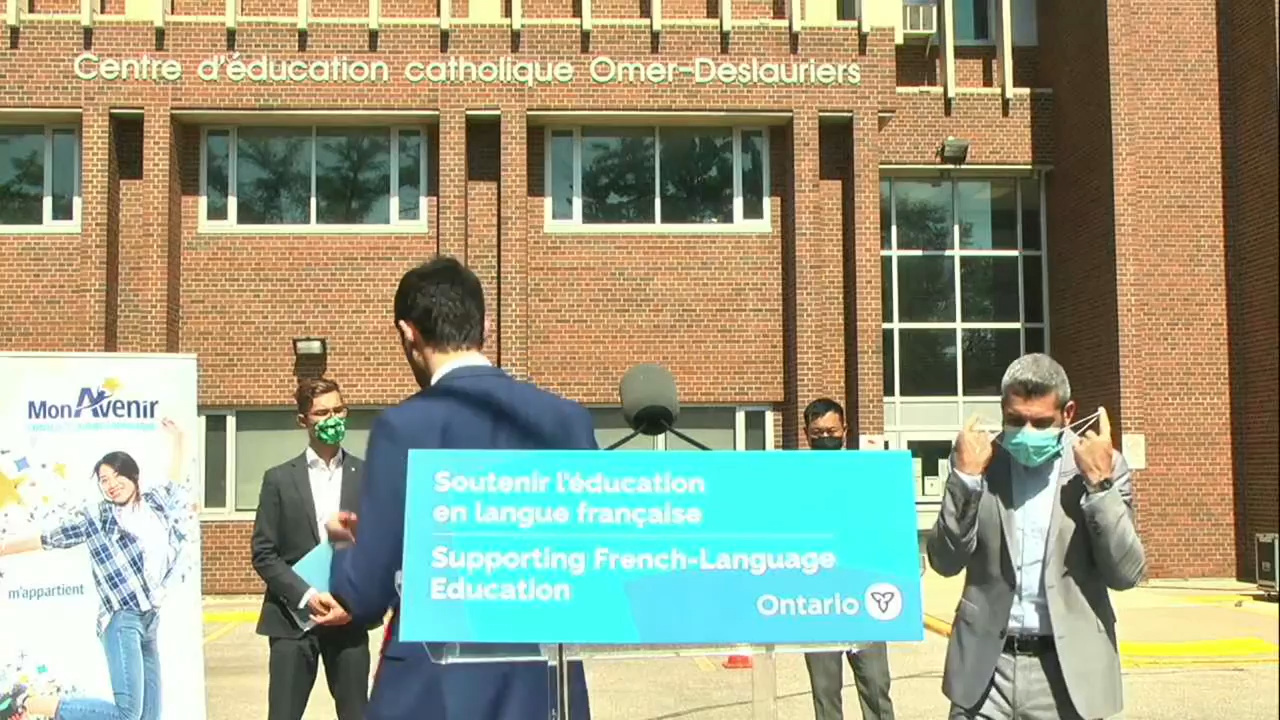 Centre d'éducation catholique Omer-Deslauriers
MonAvenir
m'appartient
Soutenir l'éducation
en langue française
Supporting French-Language
Education
Ontario